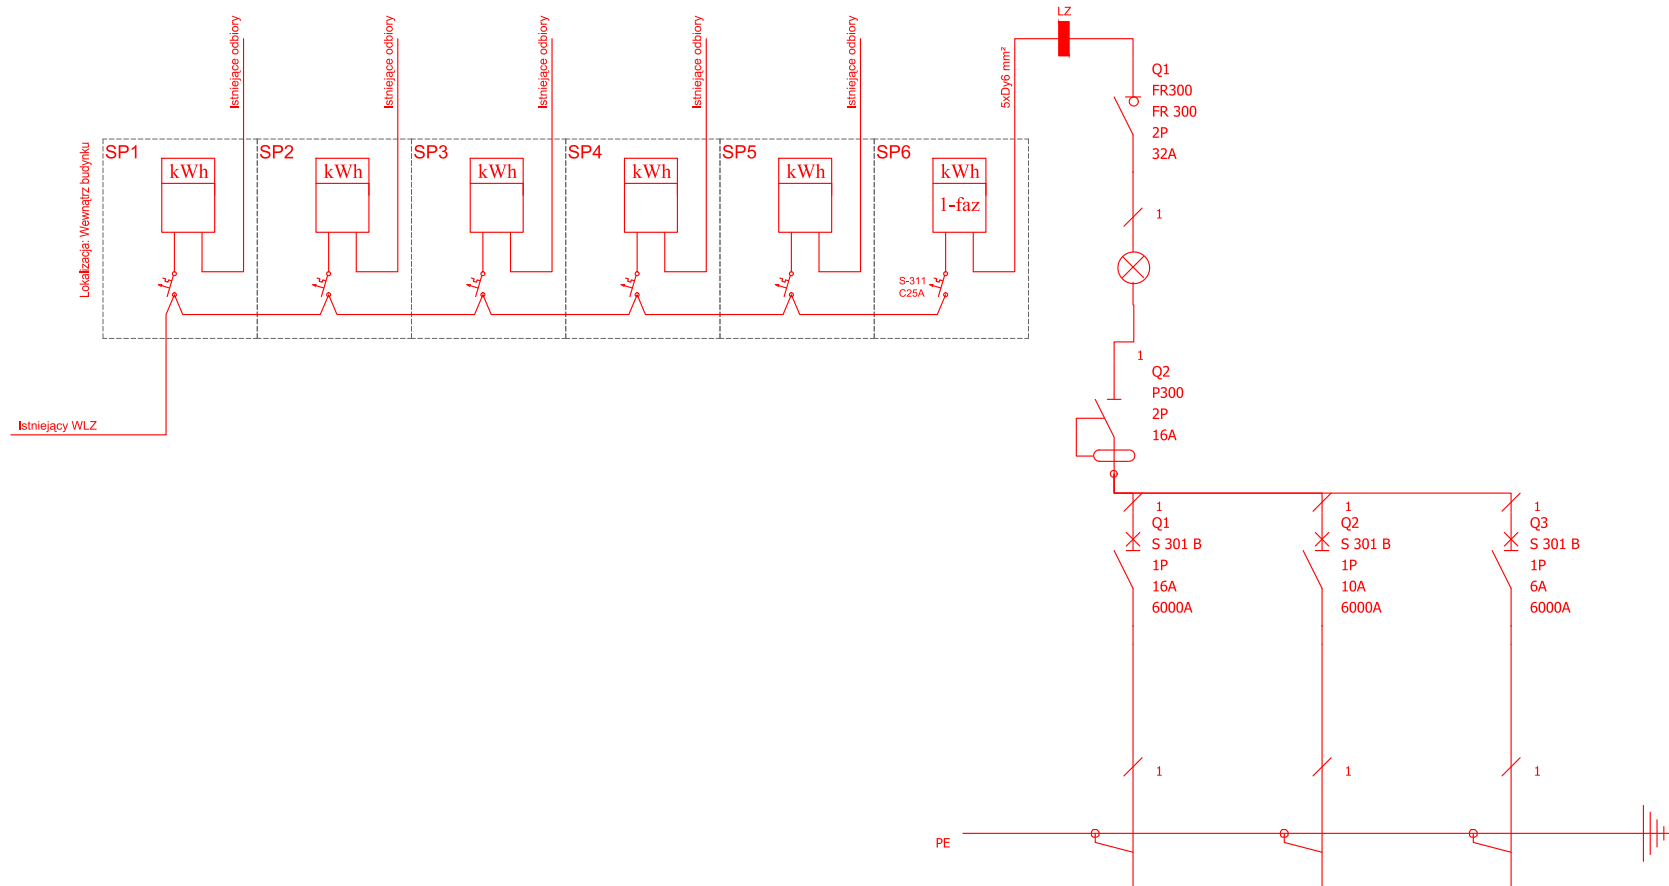 Istniejące odbiory
Istniejące odbiory
Istniejące odbiory
Istniejące odbiory
Istniejące odbiory
5xDy6 mm²
LZ
Q1
FR300
FR 300
2P
32A
Lokalizacja: Wewnątrz budynku
SP1
kWh
SP2
kWh
SP3
kWh
SP4
kWh
SP5
kWh
SP6
kWh
1-faz
S-311
C25A
1
1
Q2
P300
2P
16A
Istniejący WLZ
1
Q1
S 301 B
1P
16A
6000A
1
Q2
S 301 B
1P
10A
6000A
1
Q3
S 301 B
1P
6A
6000A
1
1
1
PE